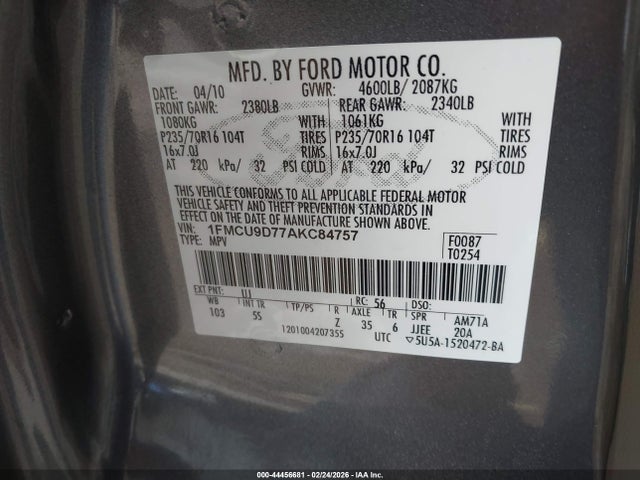 MFD. BY FORD MOTOR CO.
DATE: 04/10 GVWR: 4600LB/ 2087KG
FRONT GAWR: 2380LB REAR GAWR: 2340LB
1080KG WITH 1061KG WITH
P235/70R16 104T TIRES P235/70R16 104T TIRES
16x7.0J RIMS 16x7.0J RIMS
AT 220 kPa/ 32 PSI COLD AT 220 kPa/ 32 PSI COLD
THIS VEHICLE CONFORMS TO ALL APPLICABLE FEDERAL MOTOR
VEHICLE SAFETY AND THEFT PREVENTION STANDARDS IN
EFFECT ON THE DATE OF MANUFACTURE SHOWN ABOVE.
VIN: 1FMCU9D77AKC84757
TYPE: MPV
F0087
T0254
EXT PNT: UJ RC: 56 DSO:
WB INT TR TP/PS R AXLE TR SPR AM71A
103 5S Z 35 6 JJEE 20A
1201004207355 UTC ▽5U5A-1520472-BA
000-44456681 - 02/24/2026 - IAAI.com